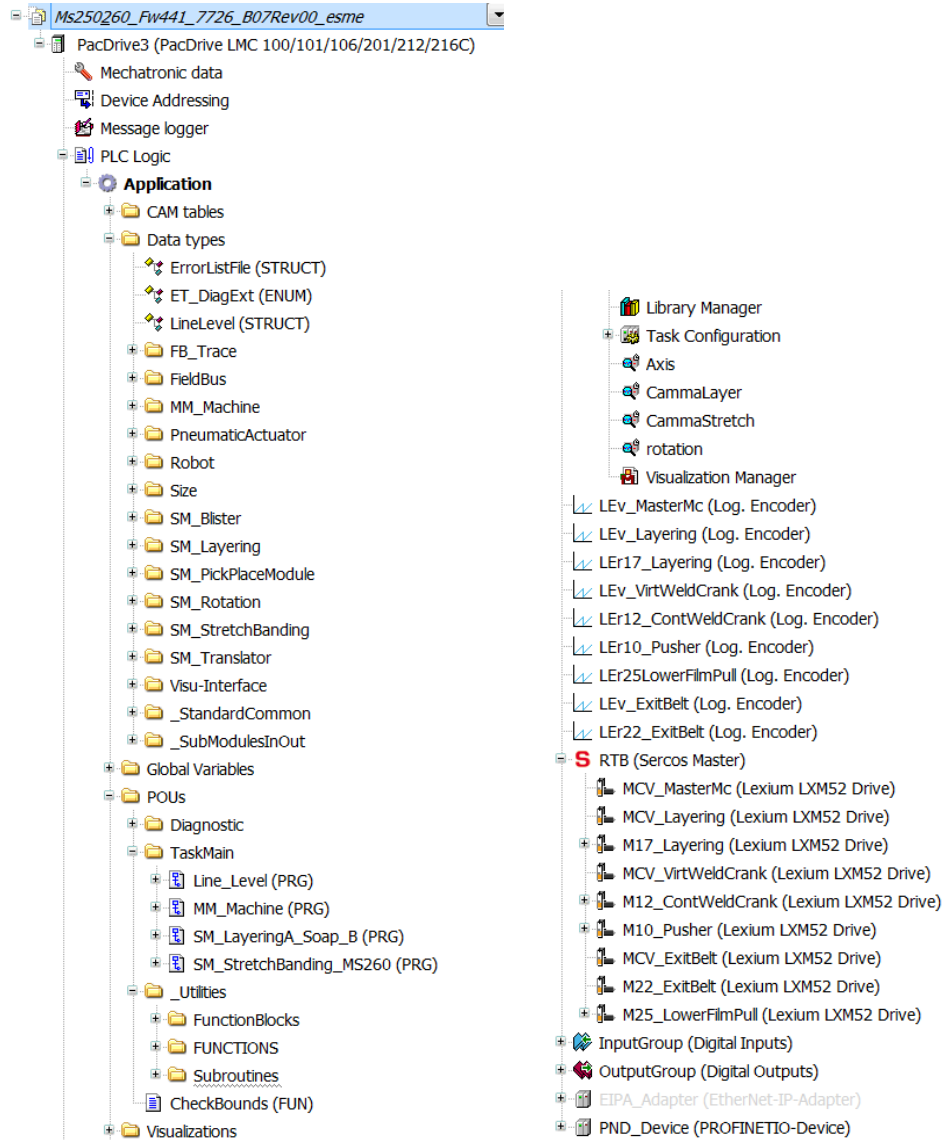 Ms250260_Fw441_7726_B07Rev00_esme
PacDrive3 (PacDrive LMC 100/101/106/201/212/216C)
Mechatronic data
Device Addressing
Message logger
PLC Logic
Application
CAM tables
Data types
ErrorListFile (STRUCT)
ET_DiagExt (ENUM)
LineLevel (STRUCT)
FB_Trace
FieldBus
MM_Machine
PneumaticActuator
Robot
Size
SM_Blister
SM_Layering
SM_PickPlaceModule
SM_Rotation
SM_StretchBanding
SM_Translator
Visu-Interface
_StandardCommon
_SubModulesInOut
Global Variables
POUs
Diagnostic
TaskMain
Line_Level (PRG)
MM_Machine (PRG)
SM_LayeringA_Soap_B (PRG)
SM_StretchBanding_MS260 (PRG)
_Utilities
FunctionBlocks
FUNCTIONS
Subroutines
CheckBounds (FUN)
Visualizations
Library Manager
Task Configuration
Axis
CammaLayer
CammaStretch
rotation
Visualization Manager
LEv_MasterMc (Log. Encoder)
LEv_Layering (Log. Encoder)
LEr17_Layering (Log. Encoder)
LEv_VirtWeldCrank (Log. Encoder)
LEr12_ContWeldCrank (Log. Encoder)
LEr10_Pusher (Log. Encoder)
LEr25LowerFilmPull (Log. Encoder)
LEv_ExitBelt (Log. Encoder)
LEr22_ExitBelt (Log. Encoder)
S RTB (Sercos Master)
MCV_MasterMc (Lexium LXM52 Drive)
MCV_Layering (Lexium LXM52 Drive)
M17_Layering (Lexium LXM52 Drive)
MCV_VirtWeldCrank (Lexium LXM52 Drive)
M12_ContWeldCrank (Lexium LXM52 Drive)
M10_Pusher (Lexium LXM52 Drive)
MCV_ExitBelt (Lexium LXM52 Drive)
M22_ExitBelt (Lexium LXM52 Drive)
M25_LowerFilmPull (Lexium LXM52 Drive)
InputGroup (Digital Inputs)
OutputGroup (Digital Outputs)
EIPA_Adapter (EtherNet-IP-Adapter)
PND_Device (PROFINETIO-Device)